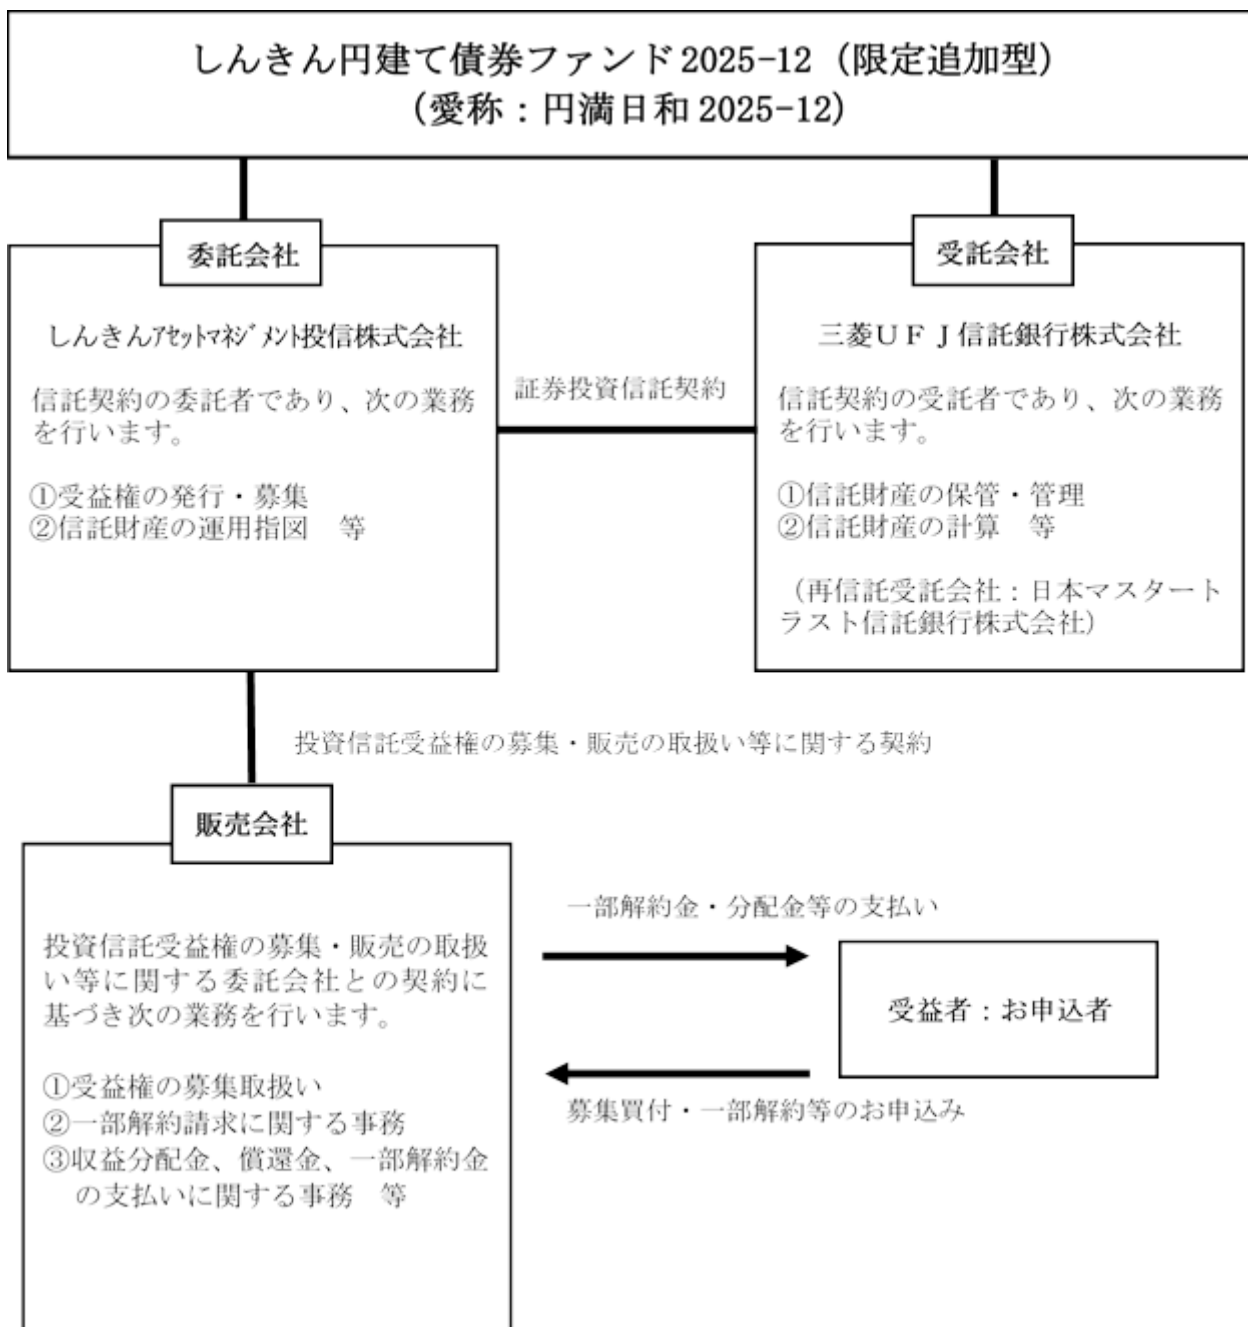 しんきん円建て債券ファンド2025-12（限定追加型）
（愛称：円満日和2025-12）
委託会社
しんきんｱｾｯﾄﾏﾈｼﾞﾒﾝﾄ投信株式会社
信託契約の委託者であり、次の業務
を行います。
①受益権の発行・募集
②信託財産の運用指図　等
証券投資信託契約
受託会社
三菱ＵＦＪ信託銀行株式会社
信託契約の受託者であり、次の業務
を行います。
①信託財産の保管・管理
②信託財産の計算　等
（再信託受託会社：日本マスタート
ラスト信託銀行株式会社）
投資信託受益権の募集・販売の取扱い等に関する契約
販売会社
投資信託受益権の募集・販売の取扱
い等に関する委託会社との契約に
基づき次の業務を行います。
①受益権の募集取扱い
②一部解約請求に関する事務
③収益分配金、償還金、一部解約金
の支払いに関する事務　等
一部解約金・分配金等の支払い
受益者：お申込者
募集買付・一部解約等のお申込み